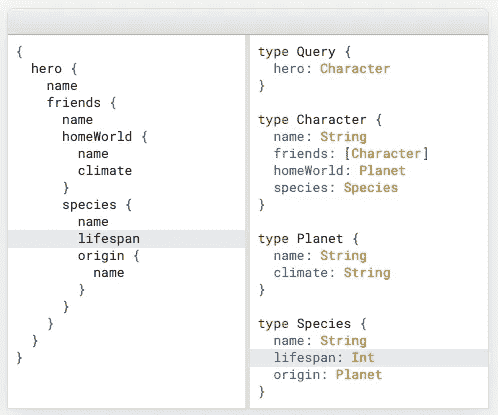 {
  hero {
    name
    friends {
      name
      homeWorld {
        name
        climate
      }
      species {
        name
        lifespan
        origin {
          name
        }
      }
    }
  }
}
type Query {
  hero: Character
}

type Character {
  name: String
  friends: [Character]
  homeWorld: Planet
  species: Species
}

type Planet {
  name: String
  climate: String
}

type Species {
  name: String
  lifespan: Int
  origin: Planet
}